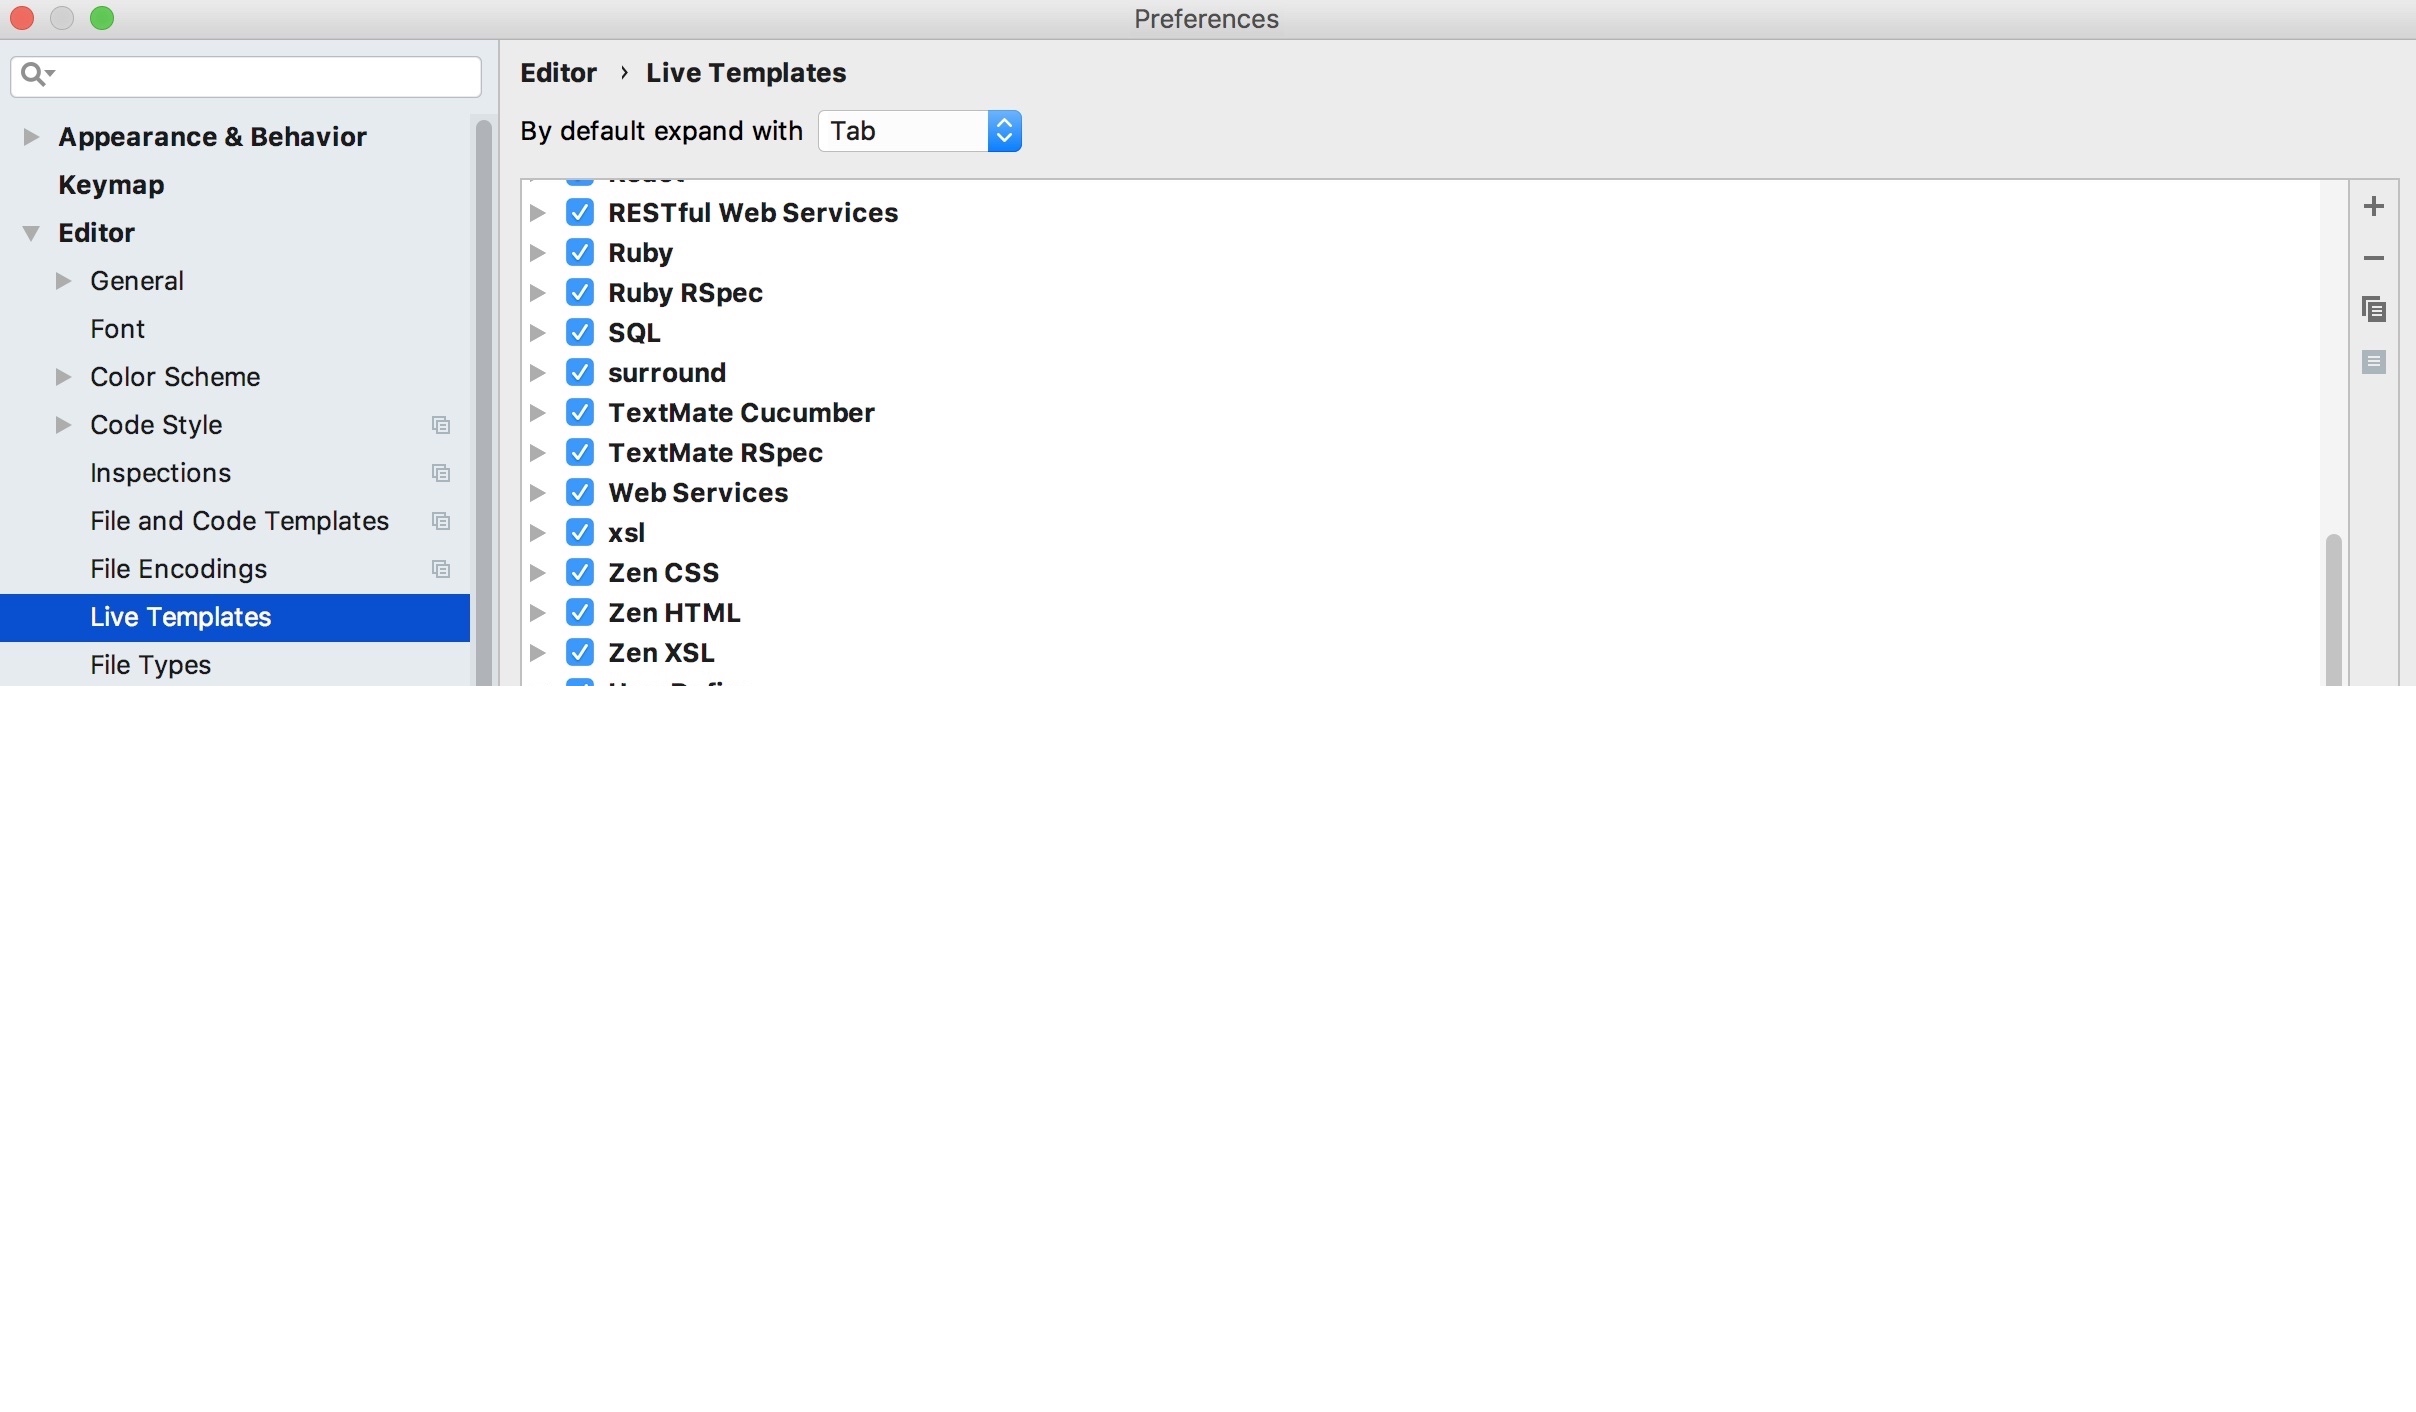 Preferences
Editor › Live Templates
By default expand with Tab
Appearance & Behavior
Keymap
Editor
General
Font
Color Scheme
Code Style
Inspections
File and Code Templates
File Encodings
Live Templates
File Types
RESTful Web Services
Ruby
Ruby RSpec
SQL
surround
TextMate Cucumber
TextMate RSpec
Web Services
xsl
Zen CSS
Zen HTML
Zen XSL